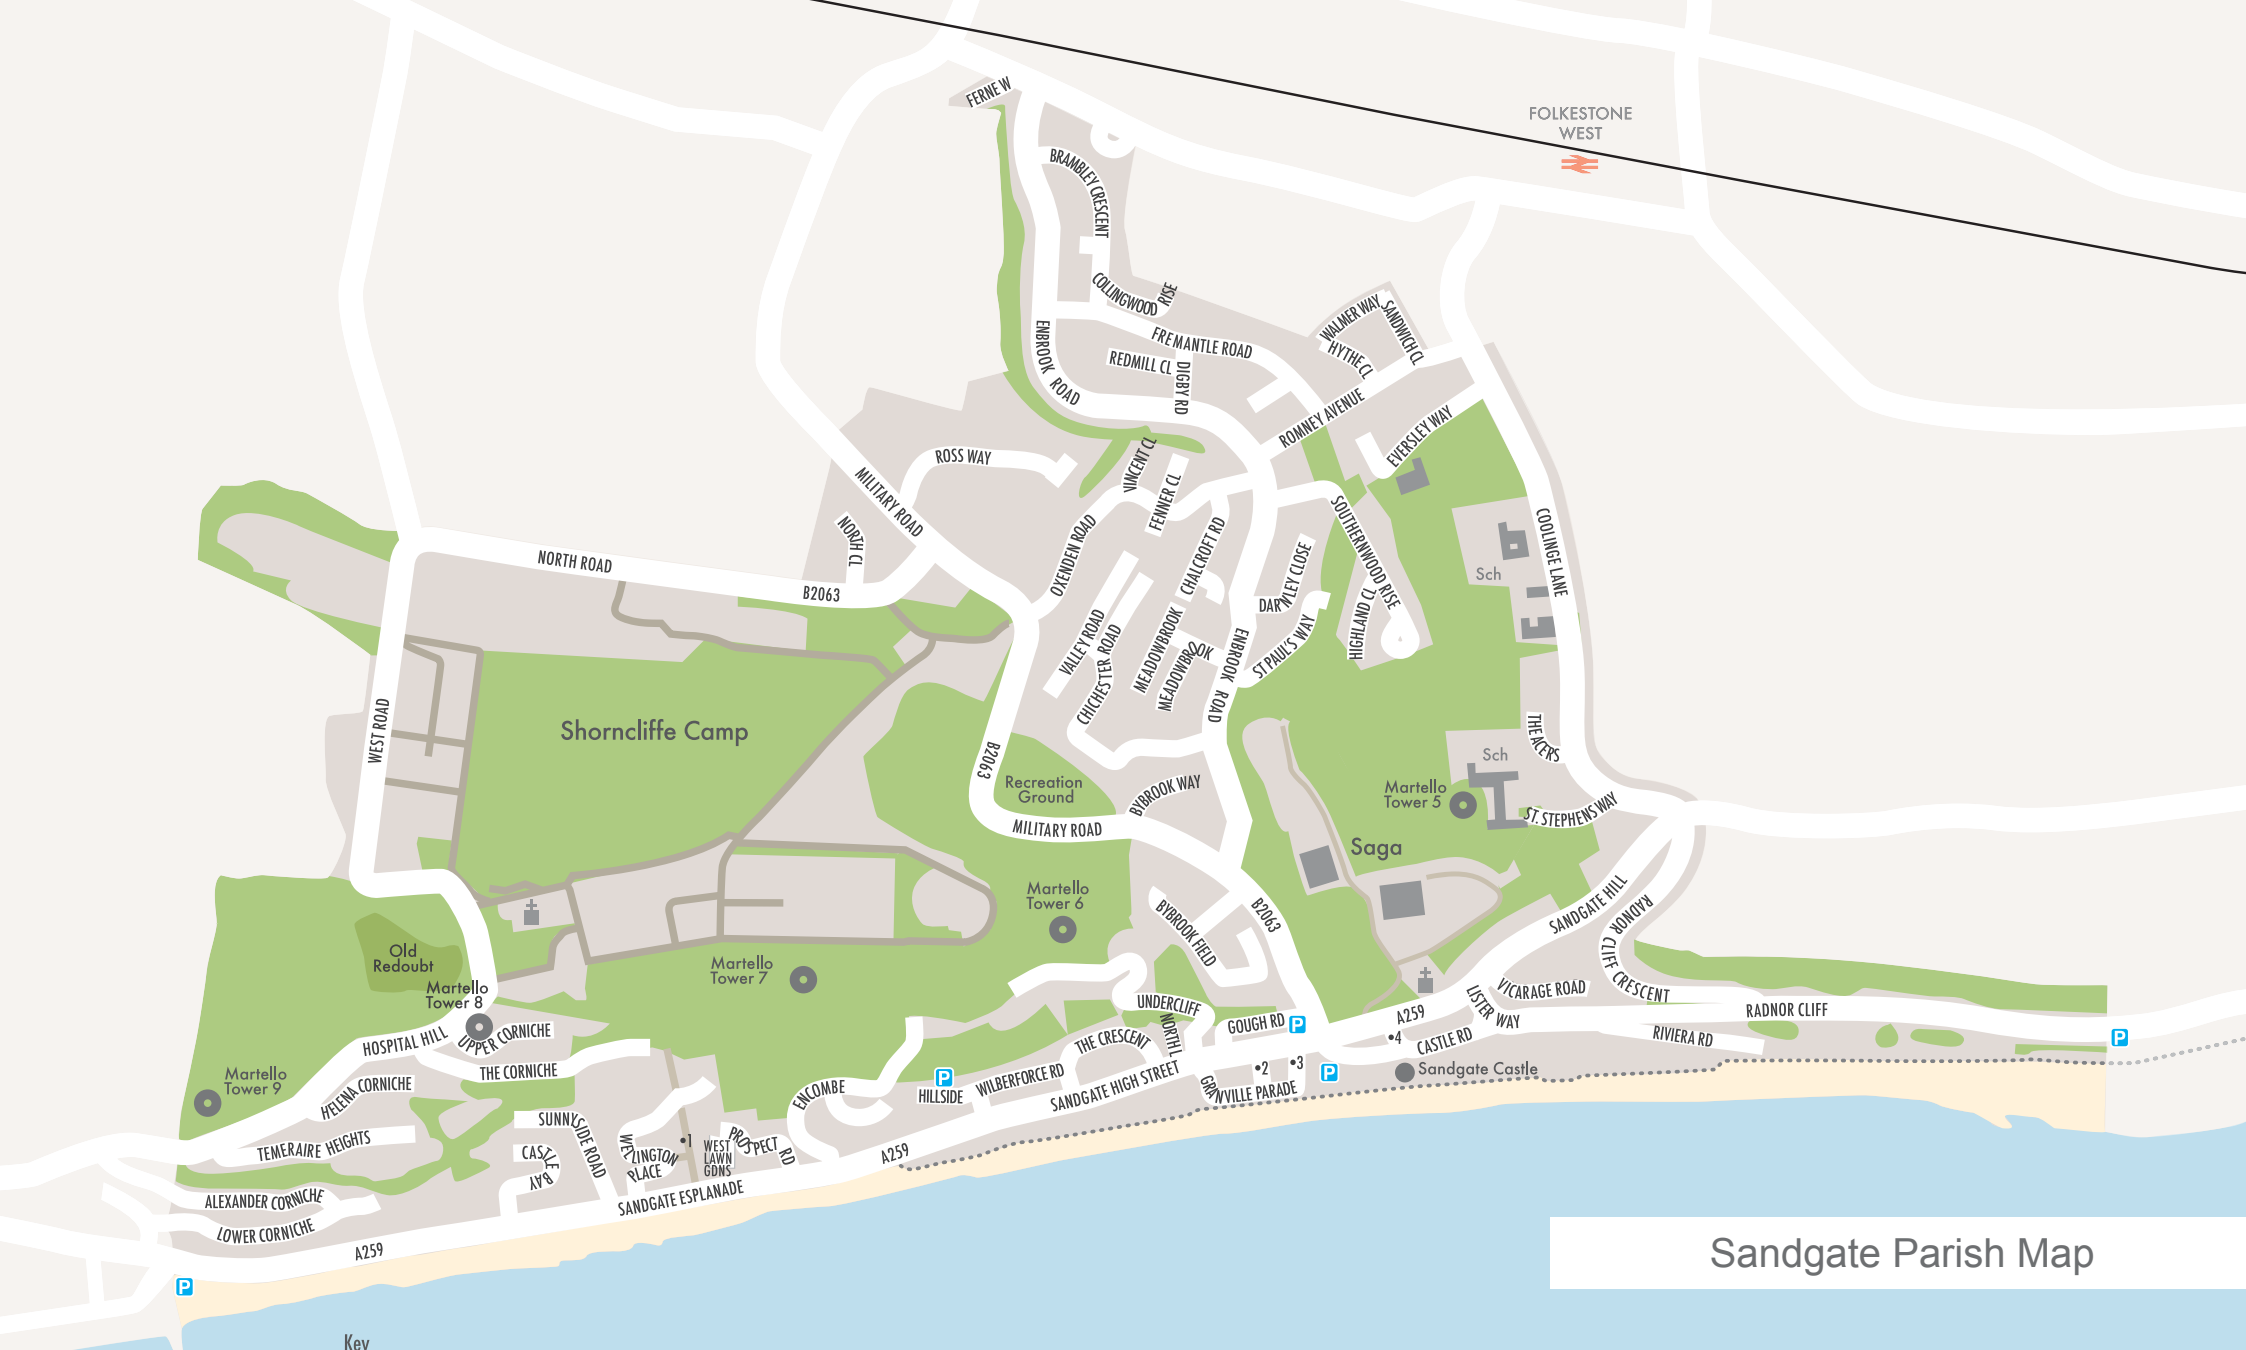 FERNE W
FOLKESTONE
WEST
BRAMBLEY CRESCENT
COLLINGWOOD RISE
WALMER WAY
SANDWICH CL
HYTHE CL
FREMANTLE ROAD
REDMILL CL
DIGBY RD
ENBROOK ROAD
ROMNEY AVENUE
EVERSLEY WAY
ROSS WAY
VINCENT CL
FENNER CL
MILITARY ROAD
NORTH CL
NORTH ROAD
B2063
OXENDEN ROAD
CHALCROFT RD
SOUTHERNWOOD RISE
COOLINGE LANE
Sch
DARNLEY CLOSE
HIGHLAND CL
ST PAUL'S WAY
VALLEY ROAD
CHICHESTER ROAD
MEADOWBROOK
MEADOWBROOK
ENBROOK ROAD
WEST ROAD
Shorncliffe Camp
B2063
Recreation
Ground
BYBROOK WAY
MILITARY ROAD
THE ACERS
Sch
Martello
Tower 5
ST. STEPHENS WAY
Saga
Martello
Tower 6
BYBROOK FIELD
B2063
SANDGATE HILL
RADNOR CLIFF CRESCENT
Old
Redoubt
Martello
Tower 7
Martello
Tower 8
UNDERCLIFF
NORTH L
GOUGH RD
P
A259
LISTER WAY
VICARAGE ROAD
RADNOR CLIFF
RIVIERA RD
P
HOSPITAL HILL
UPPER CORNICHE
THE CORNICHE
THE CRESCENT
•4
CASTLE RD
Sandgate Castle
•2
•3
P
Martello
Tower 9
HELENA CORNICHE
ENCOMBE
P
HILLSIDE
WILBERFORCE RD
SANDGATE HIGH STREET
GRANVILLE PARADE
TEMERAIRE HEIGHTS
SUNNYSIDE ROAD
CASTLE BAY
WELLINGTON
PLACE
•1
WEST
LAWN
GDNS
PROSPECT RD
A259
ALEXANDER CORNICHE
LOWER CORNICHE
SANDGATE ESPLANADE
A259
P
Sandgate Parish Map
Key